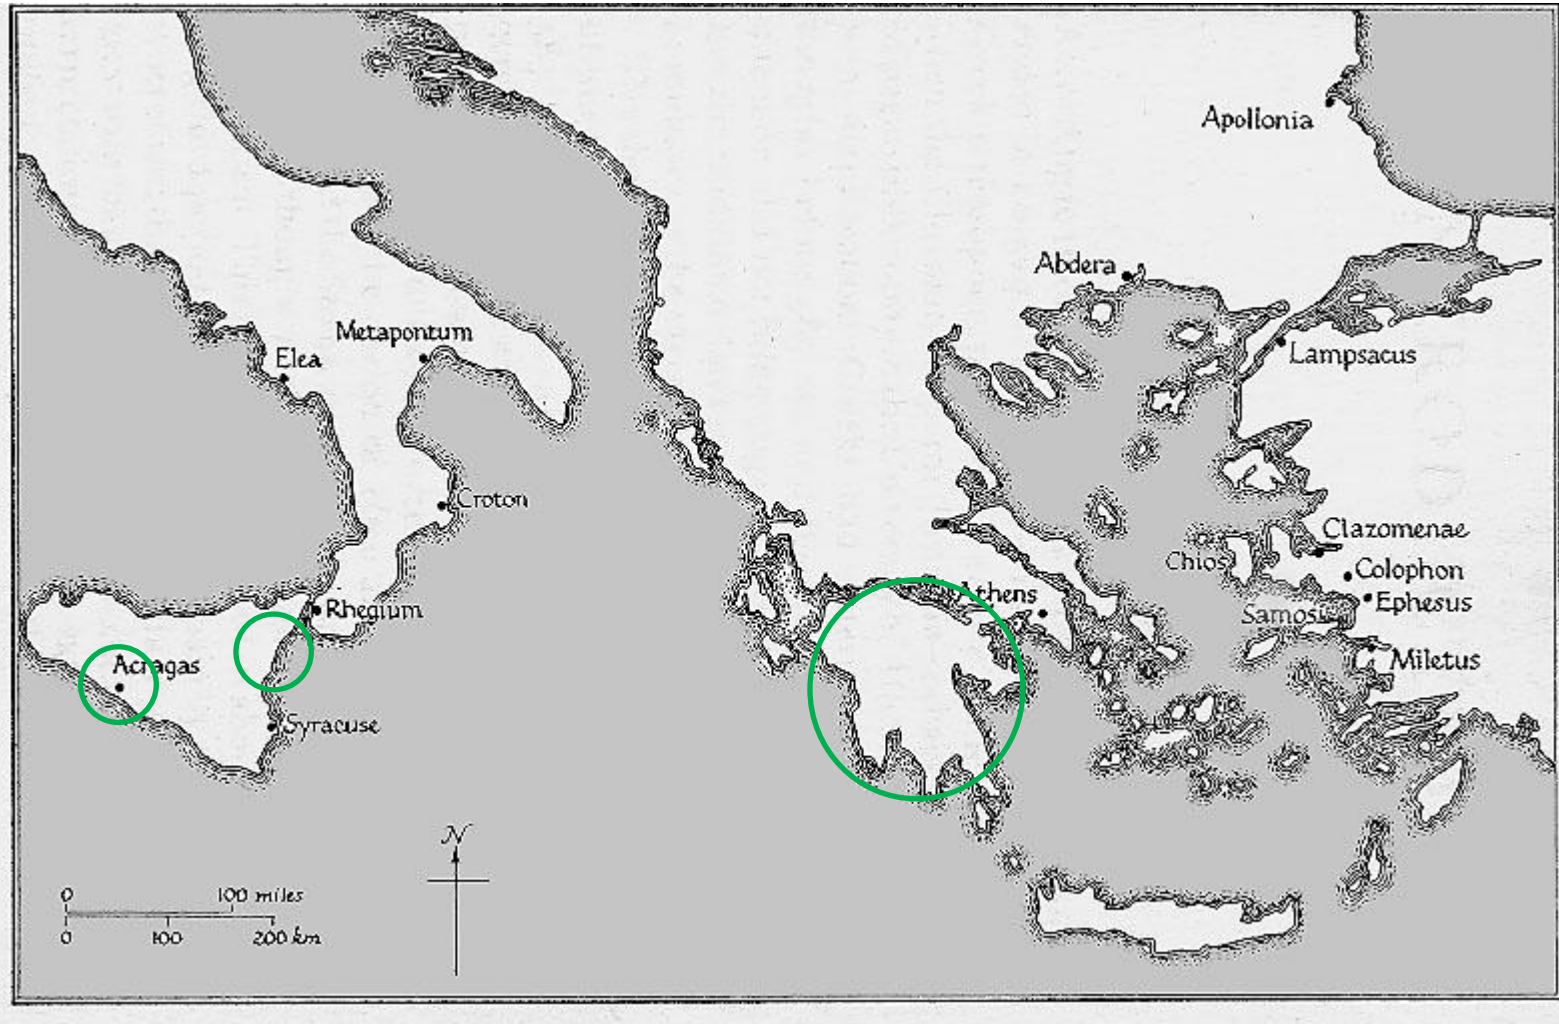 Apollonia
Abdera
Metapontum
Elea
Lampsacus
Croton
Clazomenae
Chios
Colophon
Athens
Ephesus
Rhegium
Samos
Acragas
Miletus
Syracuse
N
0 100 miles
0 100 200 km